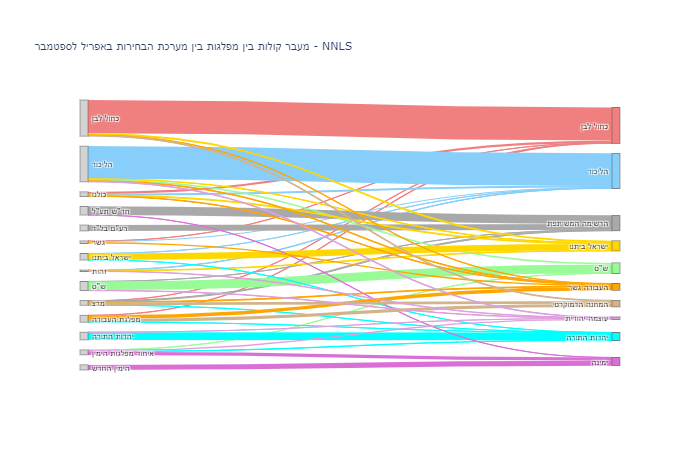 מעבר קולות בין מפלגות בין מערכת הבחירות באפריל לספטמבר - NNLS
כחול לבן
הליכוד
כולנו
חד"ש תע"ל
רע"ם בל"ד
גשר
ישראל ביתנו
זהות
ש"ס
מרצ
מפלגת העבודה
יהדות התורה
איחוד מפלגות הימין
הימין החדש
כחול לבן
הליכוד
הרשימה המשותפת
ישראל ביתנו
ש"ס
העבודה גשר
המחנה הדמוקרטי
עוצמה יהודית
יהדות התורה
ימינה